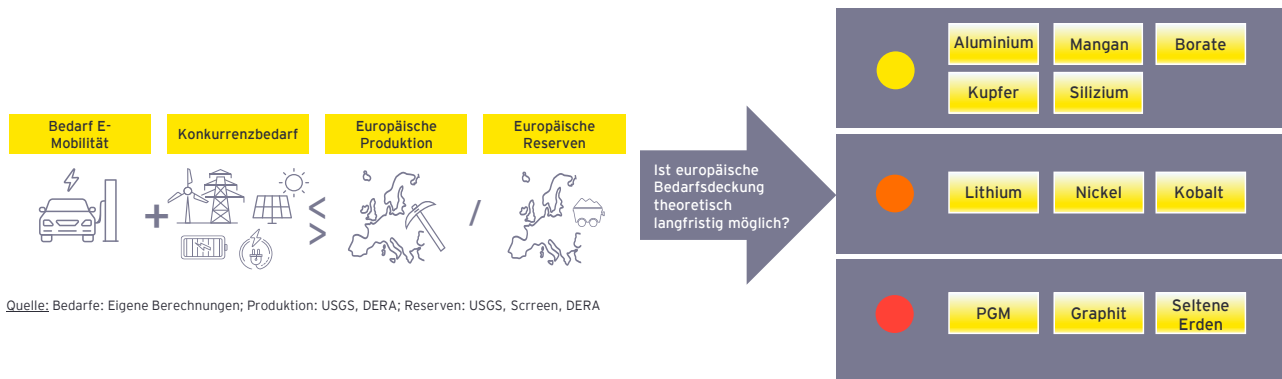 Bedarf E-
Mobilität
Konkurrenzbedarf
Europäische
Produktion
Europäische
Reserven
+
<
>
/
Quelle: Bedarfe: Eigene Berechnungen; Produktion: USGS, DERA; Reserven: USGS, Scrreen, DERA
Ist europäische
Bedarfsdeckung
theoretisch
langfristig möglich?
Aluminium
Mangan
Borate
Kupfer
Silizium
Lithium
Nickel
Kobalt
PGM
Graphit
Seltene
Erden